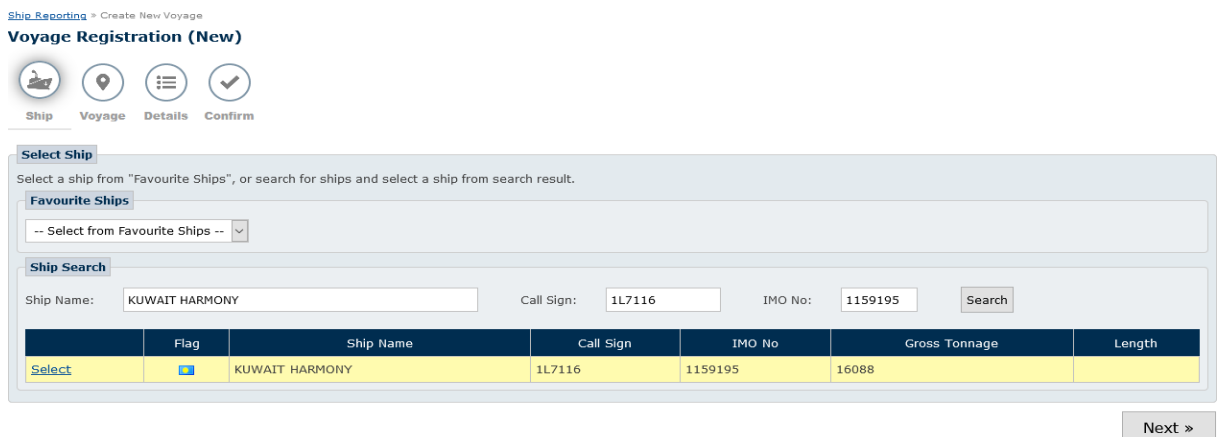 Ship Reporting » Create New Voyage
Voyage Registration (New)
Ship Voyage Details Confirm
Select Ship
Select a ship from "Favourite Ships", or search for ships and select a ship from search result.
Favourite Ships
-- Select from Favourite Ships --
Ship Search
Ship Name: KUWAIT HARMONY Call Sign: 1L7116 IMO No: 1159195 Search
Flag Ship Name Call Sign IMO No Gross Tonnage Length
Select KUWAIT HARMONY 1L7116 1159195 16088
Next »